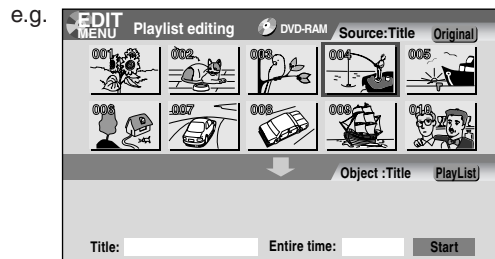 e.g.
EDIT MENU Playlist editing DVD-RAM Source:Title Original
001 002 003 004 005
006 007 008 009 010
Object :Title PlayList
Title: Entire time: Start